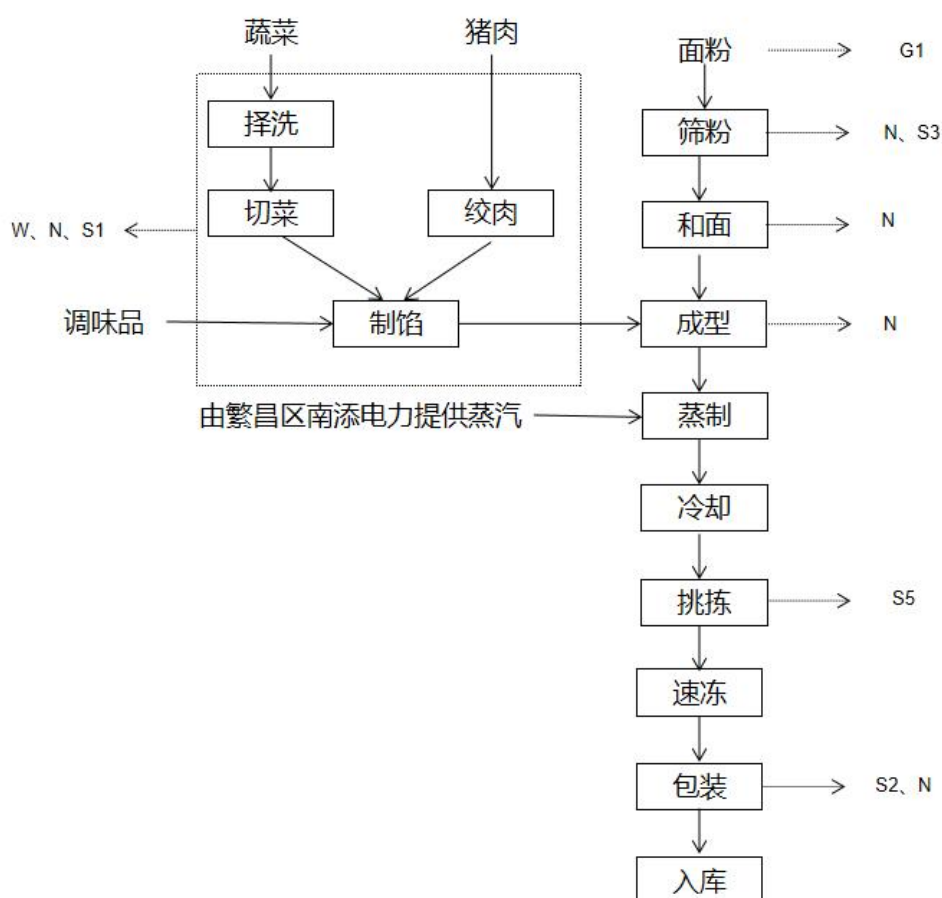 蔬菜
猪肉
面粉
G1
择洗
筛粉
N、S3
切菜
绞肉
和面
N
W、N、S1
调味品
制馅
成型
N
由繁昌区南添电力提供蒸汽
蒸制
冷却
挑拣
S5
速冻
包装
S2、N
入库